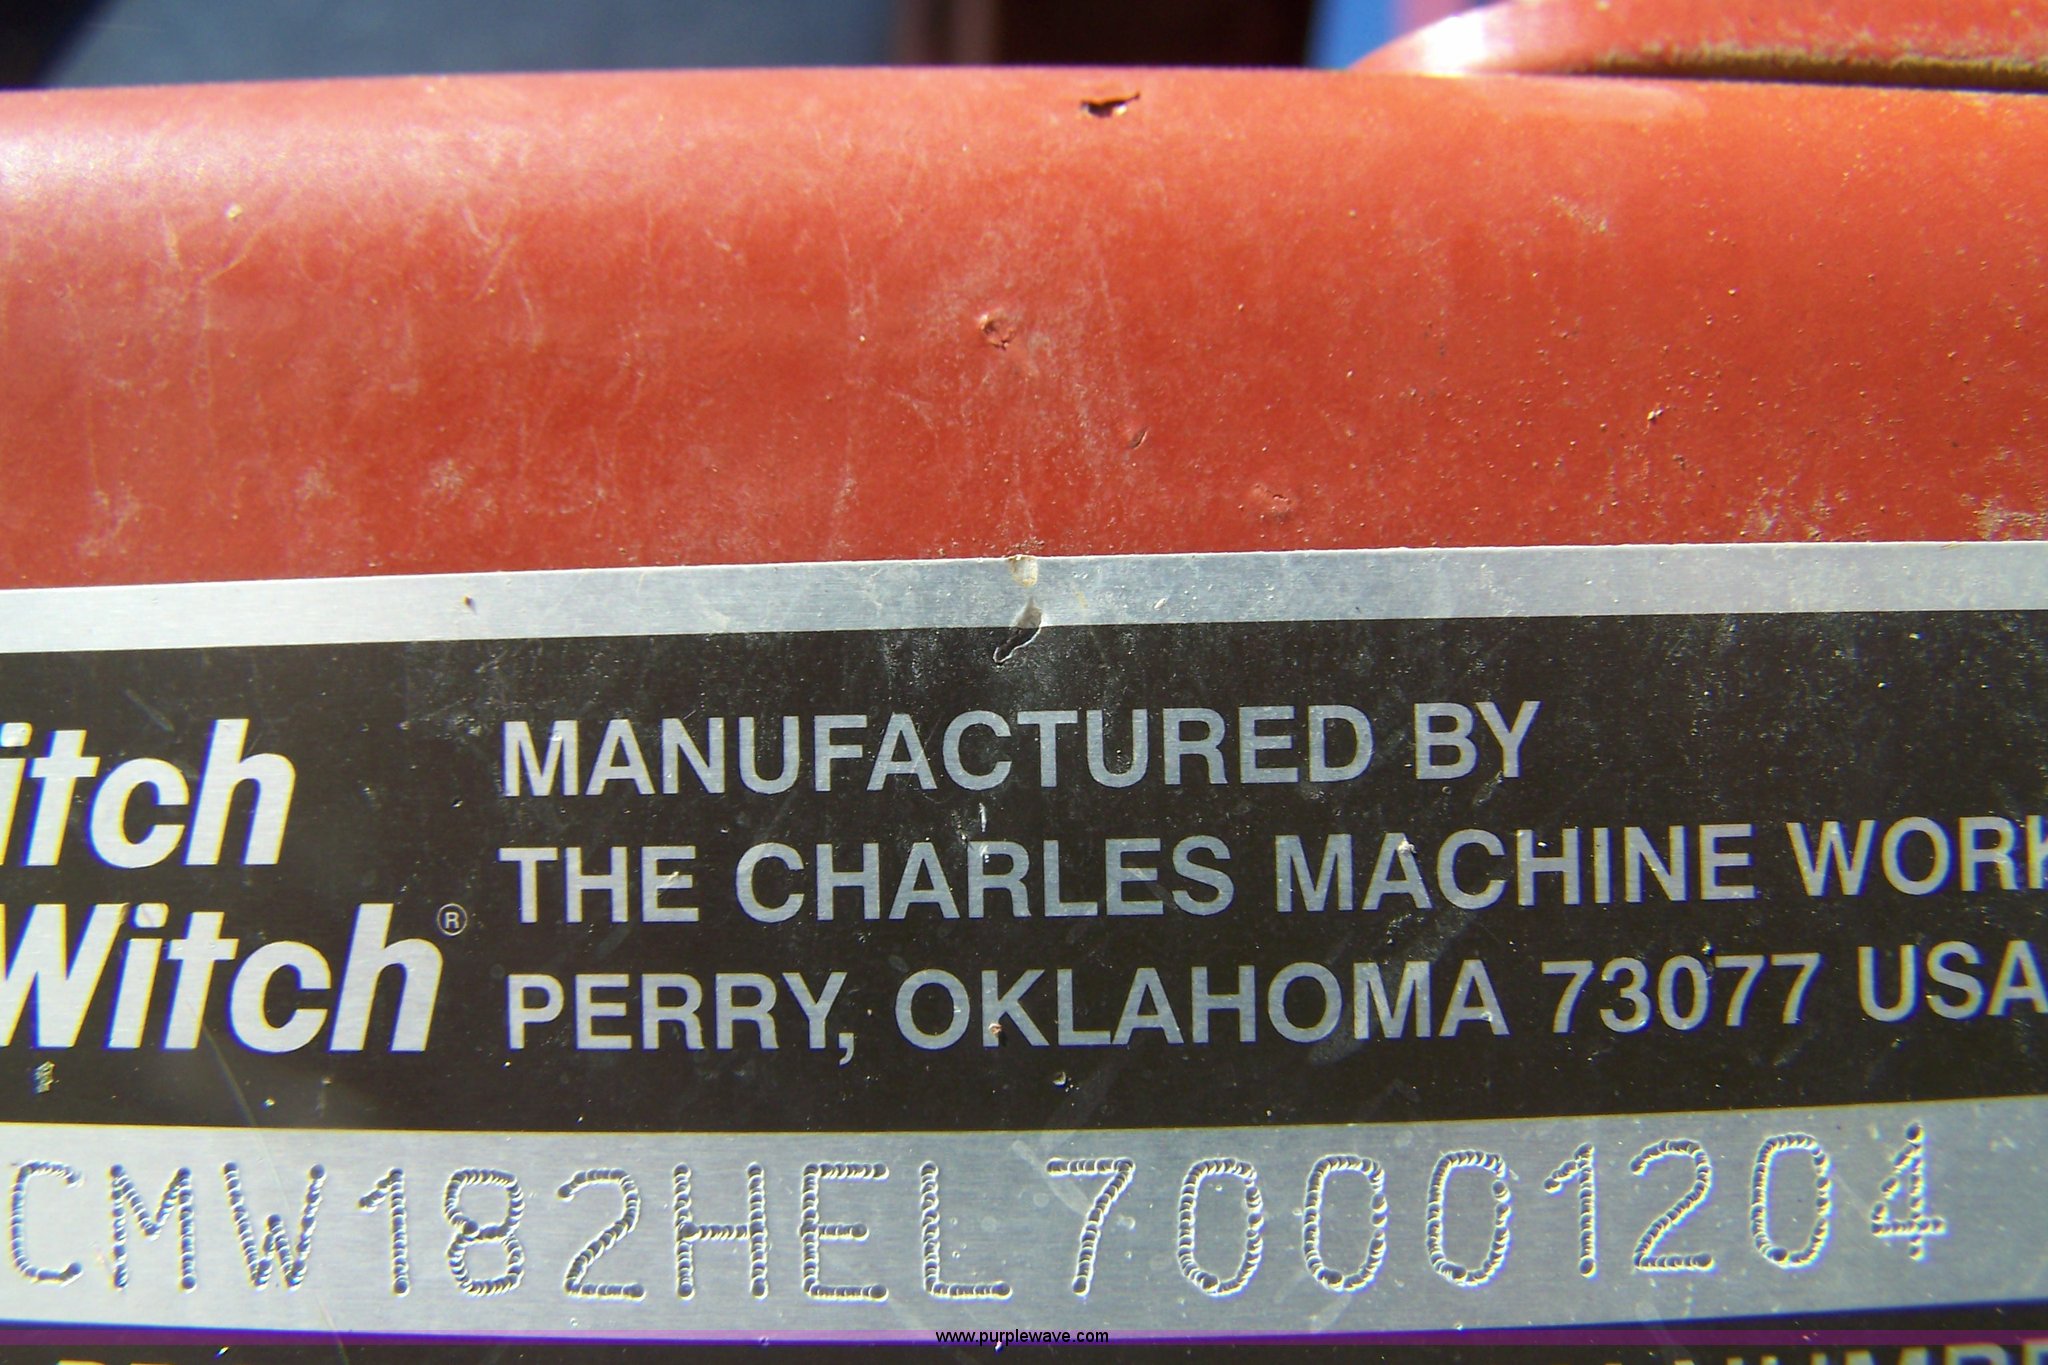 itch
Witch®
MANUFACTURED BY
THE CHARLES MACHINE WORK
PERRY, OKLAHOMA 73077 USA
CMW182HEL70001204
www.purplewave.com